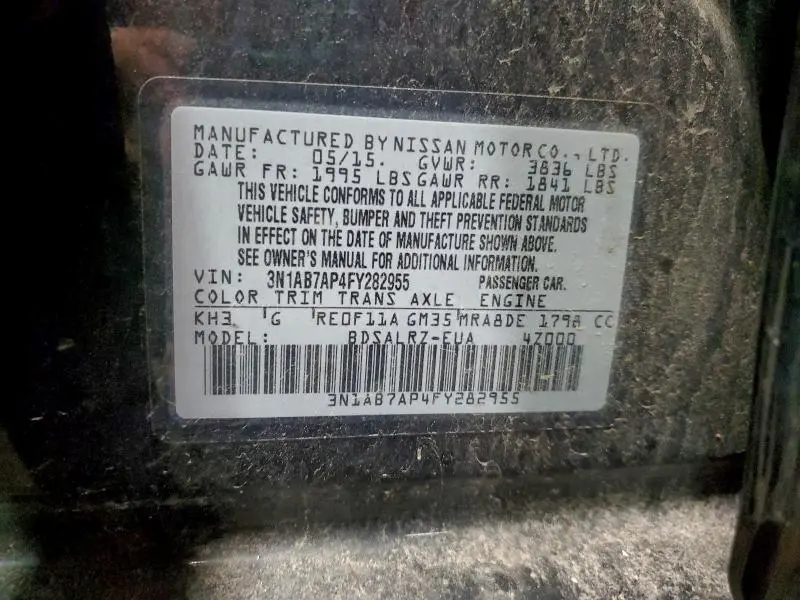 MANUFACTURED BY NISSAN MOTOR CO., LTD.
DATE: 05/15. GVWR: 3836 LBS
GAWR FR: 1995 LBS GAWR RR: 1841 LBS
THIS VEHICLE CONFORMS TO ALL APPLICABLE FEDERAL MOTOR
VEHICLE SAFETY, BUMPER AND THEFT PREVENTION STANDARDS
IN EFFECT ON THE DATE OF MANUFACTURE SHOWN ABOVE.
SEE OWNER'S MANUAL FOR ADDITIONAL INFORMATION.
VIN: 3N1AB7AP4FY282955 PASSENGER CAR.
COLOR TRIM TRANS AXLE ENGINE
KH3 G RE0F11A GM35 MRA8DE 1798 CC
MODEL: BDSALRZ-EUA 47000
3N1AB7AP4FY282955